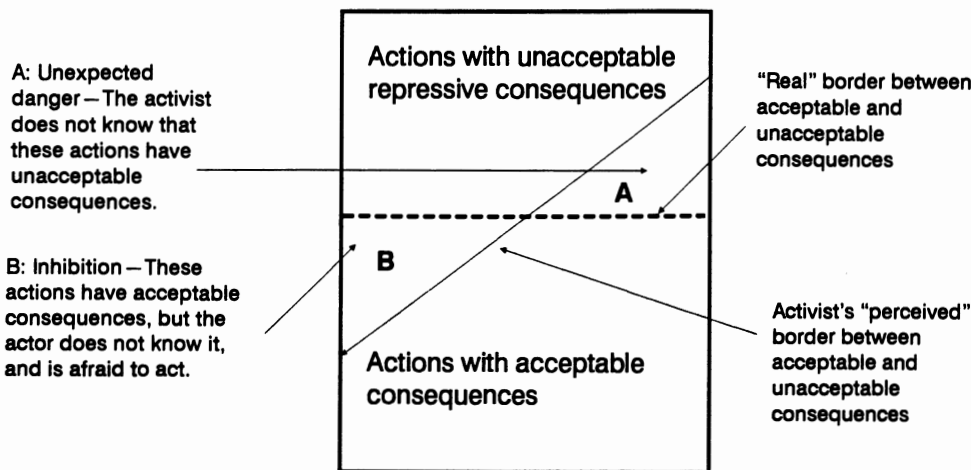 A: Unexpected
danger—The activist
does not know that
these actions have
unacceptable
consequences.
B: Inhibition—These
actions have acceptable
consequences, but the
actor does not know it,
and is afraid to act.
Actions with unacceptable
repressive consequences
A
B
Actions with acceptable
consequences
“Real” border between
acceptable and
unacceptable
consequences
Activist's “perceived”
border between
acceptable and
unacceptable
consequences